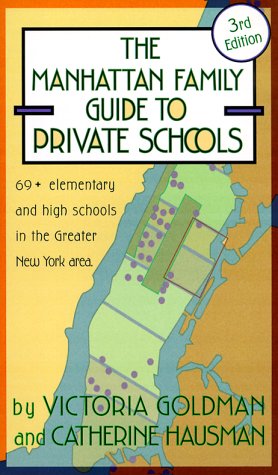 3rd
Edition
THE
MANHATTAN FAMILY
GUIDE TO
PRIVATE SCHOOLS
69+ elementary
and high schools
in the Greater
New York area.
by VICTORIA GOLDMAN
and CATHERINE HAUSMAN